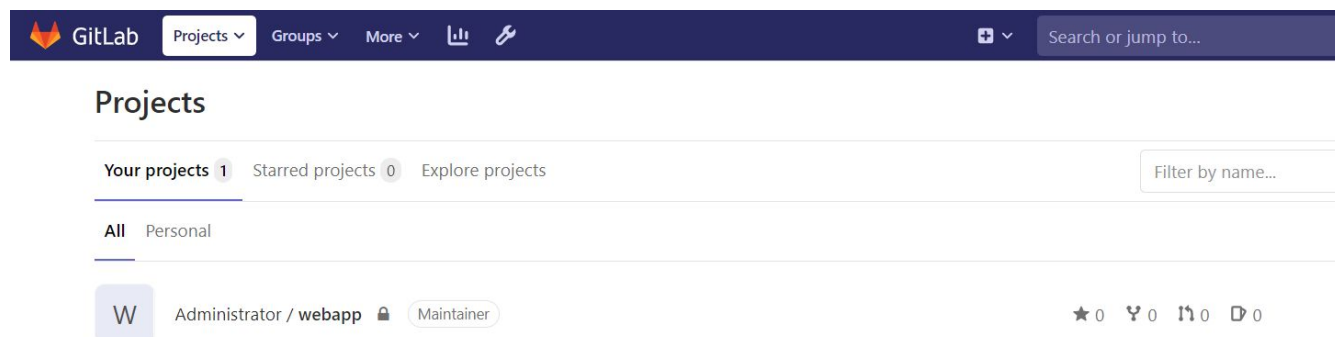 GitLab Projects Groups More Search or jump to...
Projects
Your projects 1 Starred projects 0 Explore projects Filter by name...
All Personal
W Administrator / webapp Maintainer 0 0 0 0